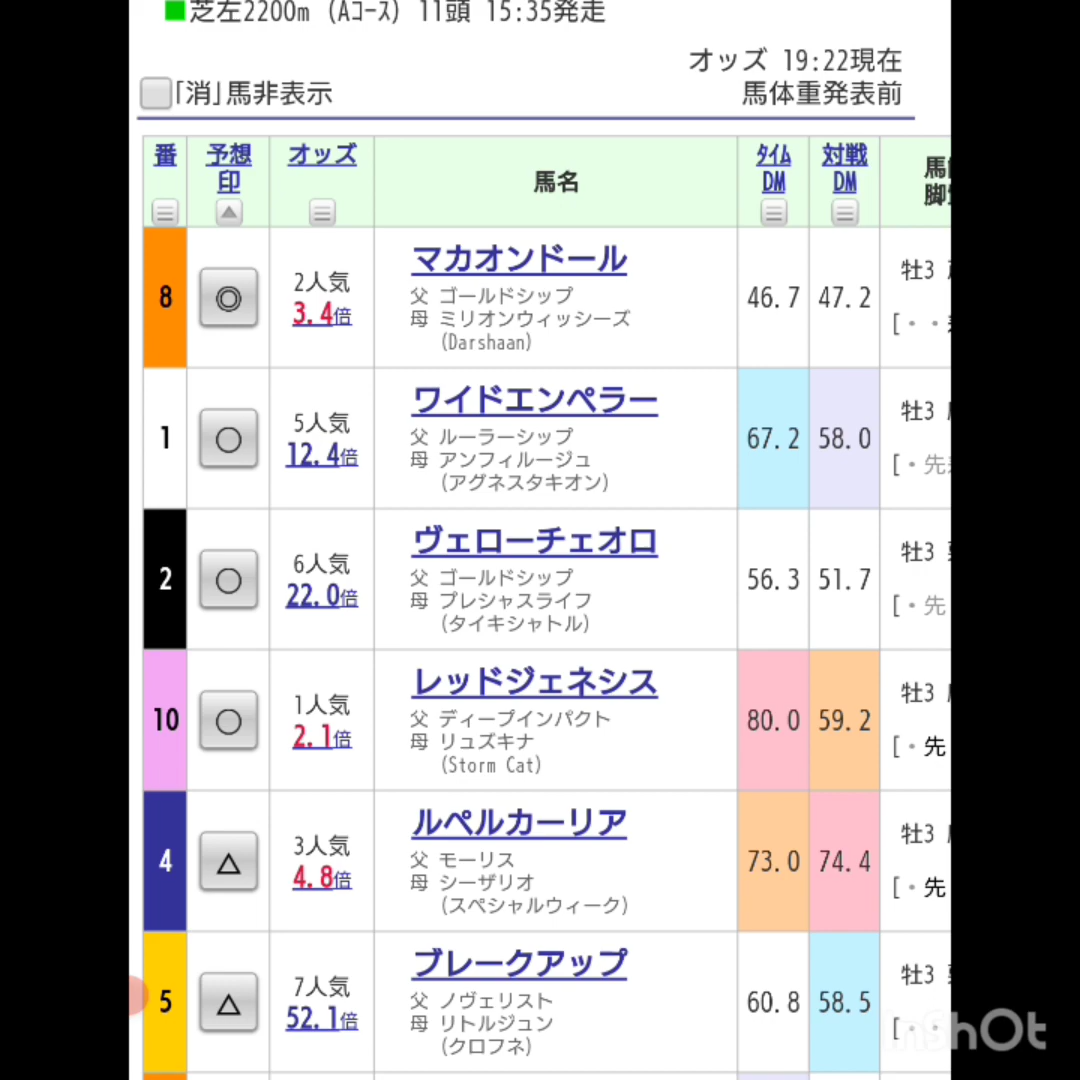 芝左2200m (Aコース) 11頭 15:35発走
オッズ 19:22現在
「消」馬非表示
馬体重発表前
番
予想
印
オッズ
馬名
タイム
DM
対戦
DM
8
◎
2人気
3.4倍
マカオンドール
父 ゴールドシップ
母 ミリオンウィッシーズ
(Darshaan)
46.7
47.2
牡3
[・・
1
○
5人気
12.4倍
ワイドエンペラー
父 ルーラーシップ
母 アンフィルージュ
(アグネスタキオン)
67.2
58.0
牡3
[・先
2
○
6人気
22.0倍
ヴェローチェオロ
父 ゴールドシップ
母 プレシャスライフ
(タイキシャトル)
56.3
51.7
牡3
[・先
10
○
1人気
2.1倍
レッドジェネシス
父 ディープインパクト
母 リュズキナ
(Storm Cat)
80.0
59.2
牡3
[・先
4
△
3人気
4.8倍
ルペルカーリア
父 モーリス
母 シーザリオ
(スペシャルウィーク)
73.0
74.4
牡3
[・先
5
△
7人気
52.1倍
ブレークアップ
父 ノヴェリスト
母 リトルジュン
(クロフネ)
60.8
58.5
牡3
[・・
InShOt